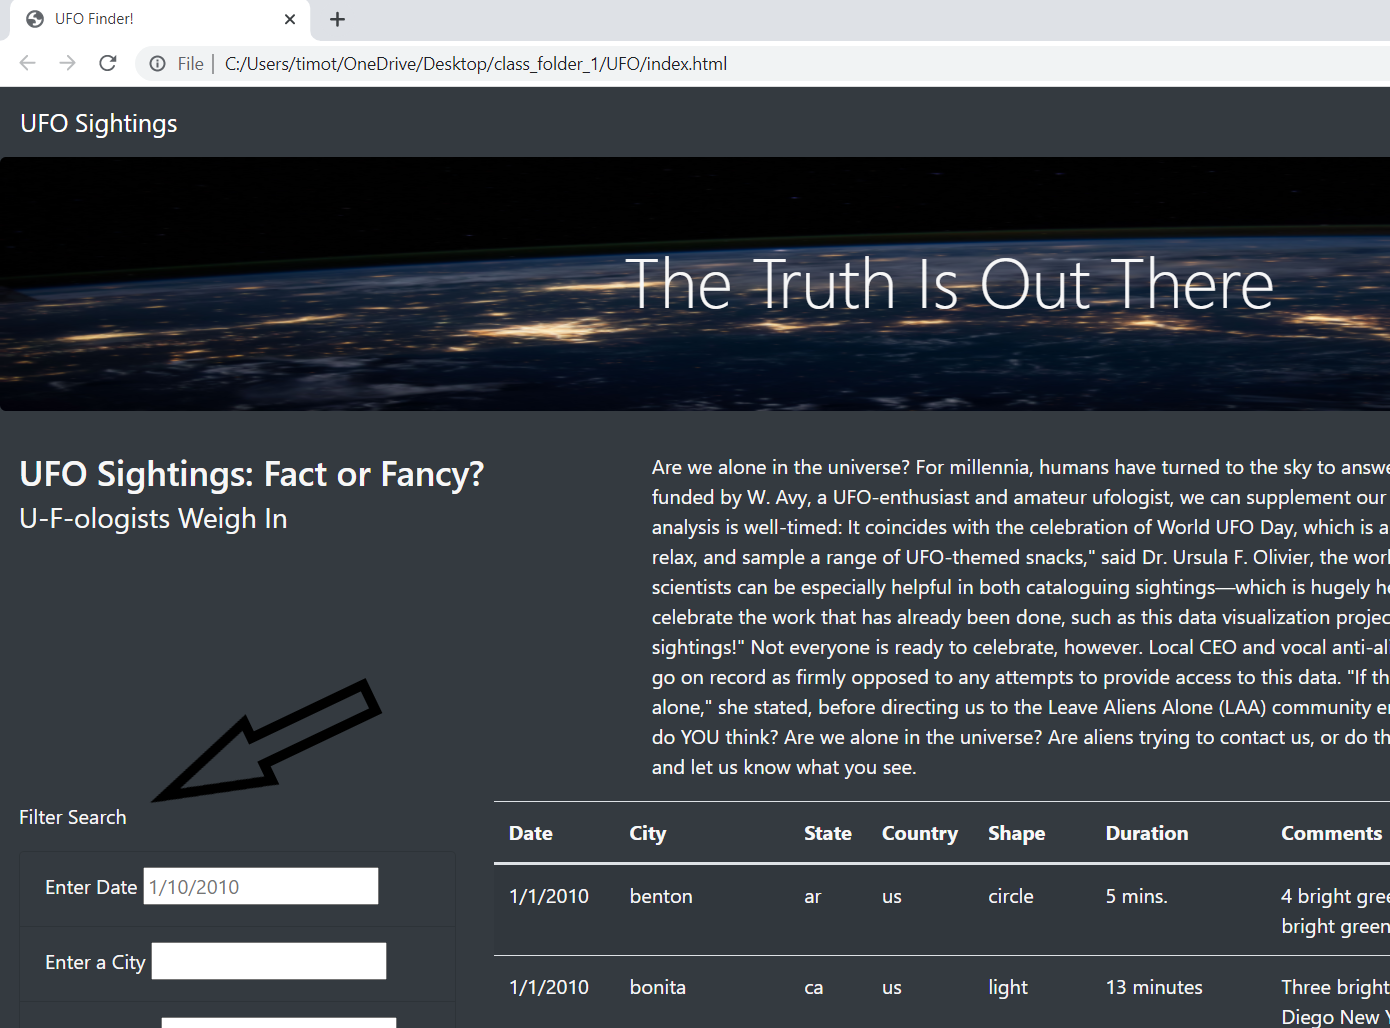 UFO Finder!
File | C:/Users/timot/OneDrive/Desktop/class_folder_1/UFO/index.html
UFO Sightings
The Truth Is Out There
UFO Sightings: Fact or Fancy?
U-F-ologists Weigh In
Are we alone in the universe? For millennia, humans have turned to the sky to answe
funded by W. Avy, a UFO-enthusiast and amateur ufologist, we can supplement our
analysis is well-timed: It coincides with the celebration of World UFO Day, which is a
relax, and sample a range of UFO-themed snacks," said Dr. Ursula F. Olivier, the worl
scientists can be especially helpful in both cataloguing sightings—which is hugely he
celebrate the work that has already been done, such as this data visualization projec
sightings!" Not everyone is ready to celebrate, however. Local CEO and vocal anti-ali
go on record as firmly opposed to any attempts to provide access to this data. "If th
alone," she stated, before directing us to the Leave Aliens Alone (LAA) community e
do YOU think? Are we alone in the universe? Are aliens trying to contact us, or do th
and let us know what you see.
Filter Search
Enter Date 1/10/2010
Enter a City
Date City State Country Shape Duration Comments
1/1/2010 benton ar us circle 5 mins. 4 bright gree
bright green
1/1/2010 bonita ca us light 13 minutes Three bright
Diego New Y